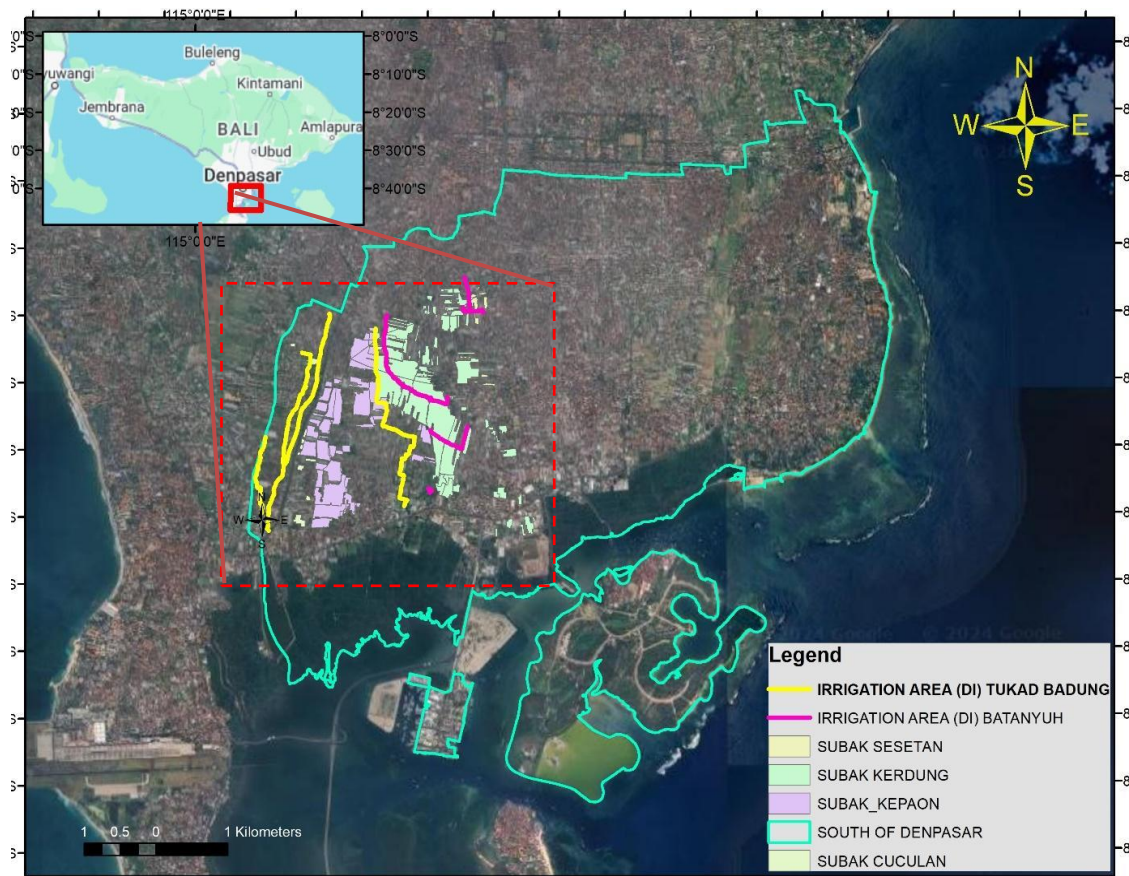 115°0'0"E
8°0'0"S
8°10'0"S
8°20'0"S
8°30'0"S
8°40'0"S
Buleleng
yuwangi
Kintamani
Jembrana
Amlapura
BALI
Ubud
Denpasar
115°0'0"E
N
W
E
S
W
E
S
Legend
IRRIGATION AREA (DI) TUKAD BADUNG
IRRIGATION AREA (DI) BATANYUH
SUBAK SESETAN
SUBAK KERDUNG
SUBAK_KEPAON
SOUTH OF DENPASAR
SUBAK CUCULAN
1 0.5 0 1 Kilometers